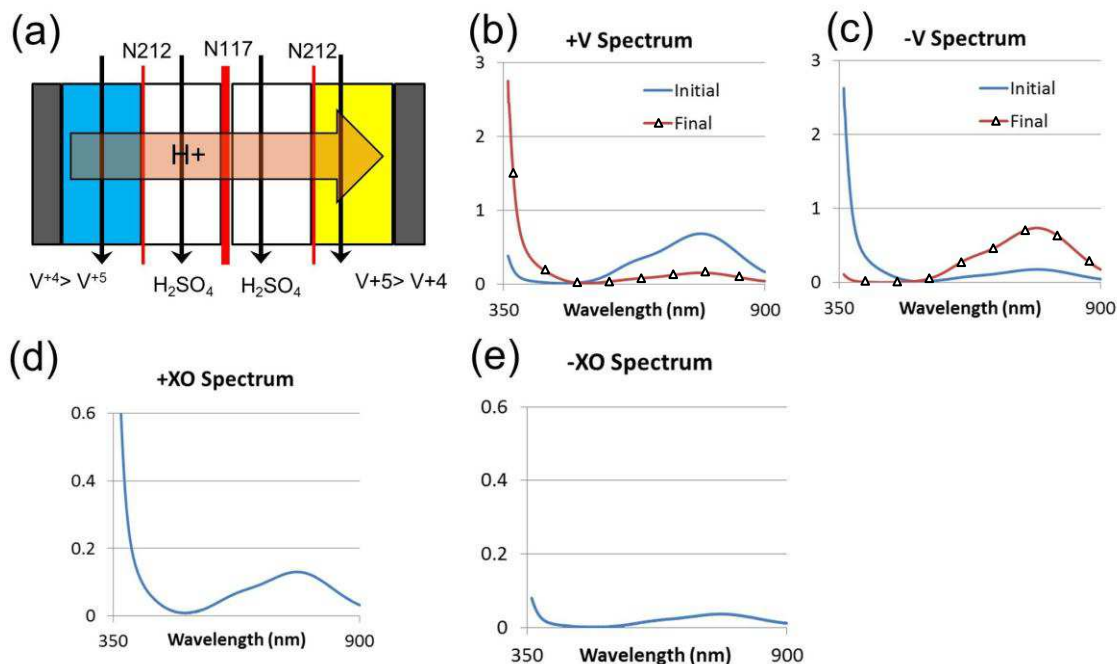 (a)
N212 N117 N212
H+
V+4> V+5
H2SO4
H2SO4
V+5> V+4
(b)
+V Spectrum
3
2
1
0
Initial
Final
350
Wavelength (nm)
900
(c)
-V Spectrum
3
2
1
0
Initial
Final
350
Wavelength (nm)
900
(d)
+XO Spectrum
0.6
0.4
0.2
0
350
Wavelength (nm)
900
(e)
-XO Spectrum
0.6
0.4
0.2
0
350
Wavelength (nm)
900